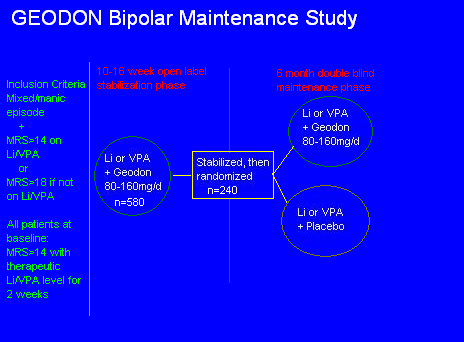 GEODON Bipolar Maintenance Study
10-16 week open label
stabilization phase
6 month double blind
maintenance phase
Inclusion Criteria
Mixed/manic
episode
+
MRS>14 on
Li/VPA
or
MRS>18 if not
on Li/VPA
All patients at
baseline:
MRS>14 with
therapeutic
Li/VPA level for
2 weeks
Li or VPA
+ Geodon
80-160mg/d
n=580
Stabilized, then
randomized
n=240
Li or VPA
+ Geodon
80-160mg/d
Li or VPA
+ Placebo